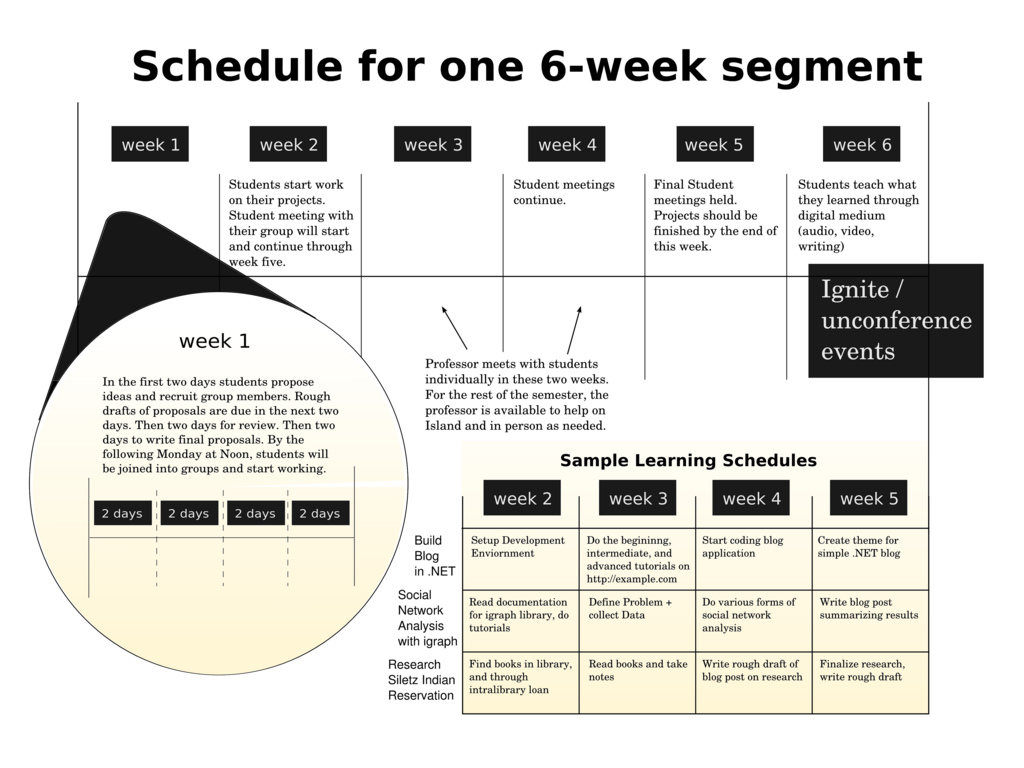 Schedule for one 6-week segment
week 1
week 2
week 3
week 4
week 5
week 6
Students start work
on their projects.
Student meeting with
their group will start
and continue through
week five.
Student meetings
continue.
Final Student
meetings held.
Projects should be
finished by the end of
this week.
Students teach what
they learned through
digital medium
(audio, video,
writing)
Ignite /
unconference
events
week 1
In the first two days students propose
ideas and recruit group members. Rough
drafts of proposals are due in the next two
days. Then two days for review. Then two
days to write final proposals. By the
following Monday at Noon, students will
be joined into groups and start working.
2 days
2 days
2 days
2 days
Professor meets with students
individually in these two weeks.
For the rest of the semester, the
professor is available to help on
Island and in person as needed.
Sample Learning Schedules
week 2
week 3
week 4
week 5
Build
Blog
in .NET
Setup Development
Enviornment
Do the begininng,
intermediate, and
advanced tutorials on
http://example.com
Start coding blog
application
Create theme for
simple .NET blog
Social
Network
Analysis
with igraph
Read documentation
for igraph library, do
tutorials
Define Problem +
collect Data
Do various forms of
social network
analysis
Write blog post
summarizing results
Research
Siletz Indian
Reservation
Find books in library,
and through
intralibrary loan
Read books and take
notes
Write rough draft of
blog post on research
Finalize research,
write rough draft